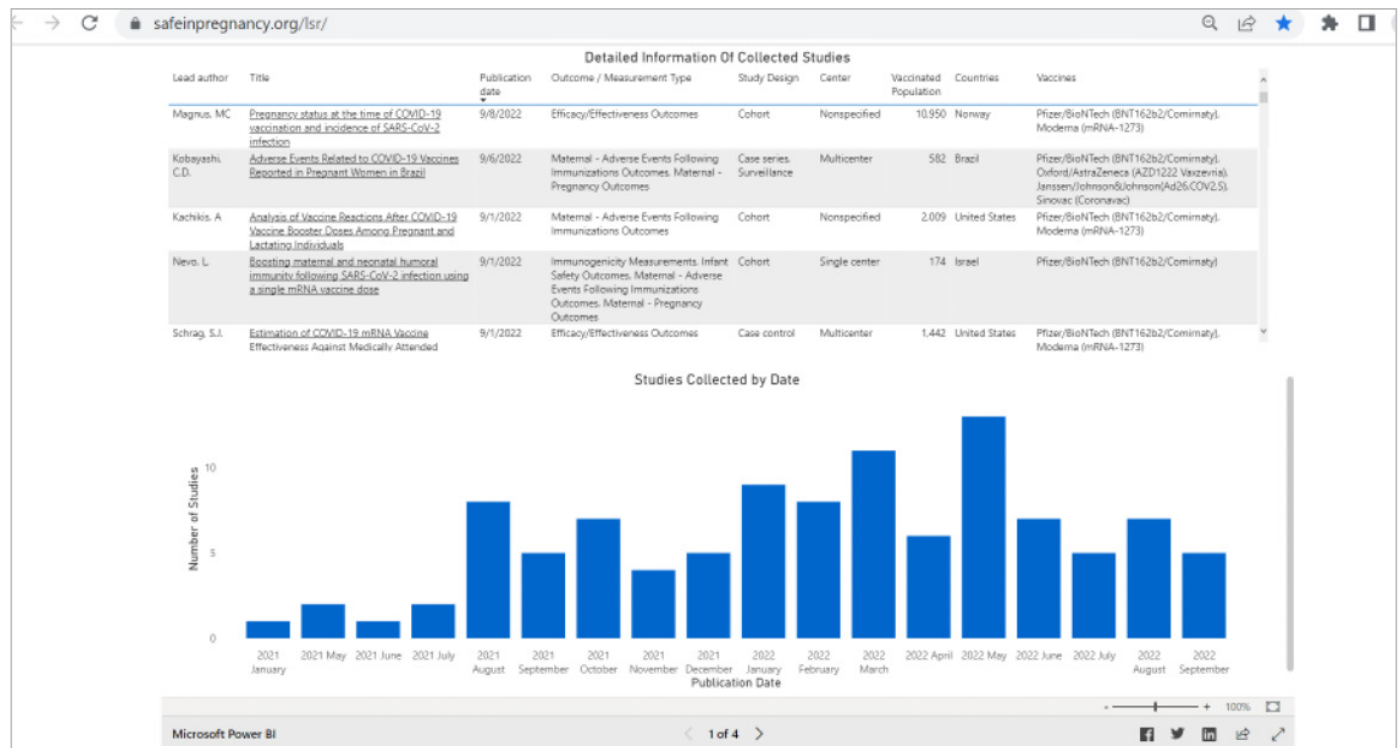 safeinpregnancy.org/lsr/
Detailed Information Of Collected Studies
Lead author Title Publication date Outcome / Measurement Type Study Design Center Vaccinated Population Countries Vaccines
Magnus, MC Pregnancy status at the time of COVID-19 9/8/2022 Efficacy/Effectiveness Outcomes Cohort Nonspecified 10,950 Norway Pfizer/BioNTech (BNT162b2/Comirnaty),
vaccination and incidence of SARS-CoV-2 Moderna (mRNA-1273)
infection
Kobayashi, Adverse Events Related to COVID-19 Vaccines 9/6/2022 Maternal - Adverse Events Following Case series, Multicenter 582 Brazil Pfizer/BioNTech (BNT162b2/Comirnaty),
C.D. Reported in Pregnant Women in Brazil Immunizations Outcomes, Maternal - Surveillance Oxford/AstraZeneca (AZD1222 Vaxzevria),
Pregnancy Outcomes Janssen/Johnson&Johnson(Ad26.COV2.S),
Sinovac (Coronavac)
Kachikis, A Analysis of Vaccine Reactions After COVID-19 9/1/2022 Maternal - Adverse Events Following Cohort Nonspecified 2,009 United States Pfizer/BioNTech (BNT162b2/Comirnaty),
Vaccine Booster Doses Among Pregnant and Immunizations Outcomes Moderna (mRNA-1273)
Lactating Individuals
Nevo, L Boosting maternal and neonatal humoral 9/1/2022 Immunogenicity Measurements, Infant Cohort Single center 174 Israel Pfizer/BioNTech (BNT162b2/Comirnaty)
immunity following SARS-CoV-2 infection using Safety Outcomes, Maternal - Adverse
a single mRNA vaccine dose Events Following Immunizations
Outcomes, Maternal - Pregnancy
Outcomes
Schrag, S.J. Estimation of COVID-19 mRNA Vaccine 9/1/2022 Efficacy/Effectiveness Outcomes Case control Multicenter 1,442 United States Pfizer/BioNTech (BNT162b2/Comirnaty),
Effectiveness Against Medically Attended Moderna (mRNA-1273)
Studies Collected by Date
Number of Studies
10
5
0
2021 January 2021 May 2021 June 2021 July 2021 August 2021 September 2021 October 2021 November 2021 December 2022 January 2022 February 2022 March 2022 April 2022 May 2022 June 2022 July 2022 August 2022 September
Publication Date
- + 100%
Microsoft Power BI 1 of 4